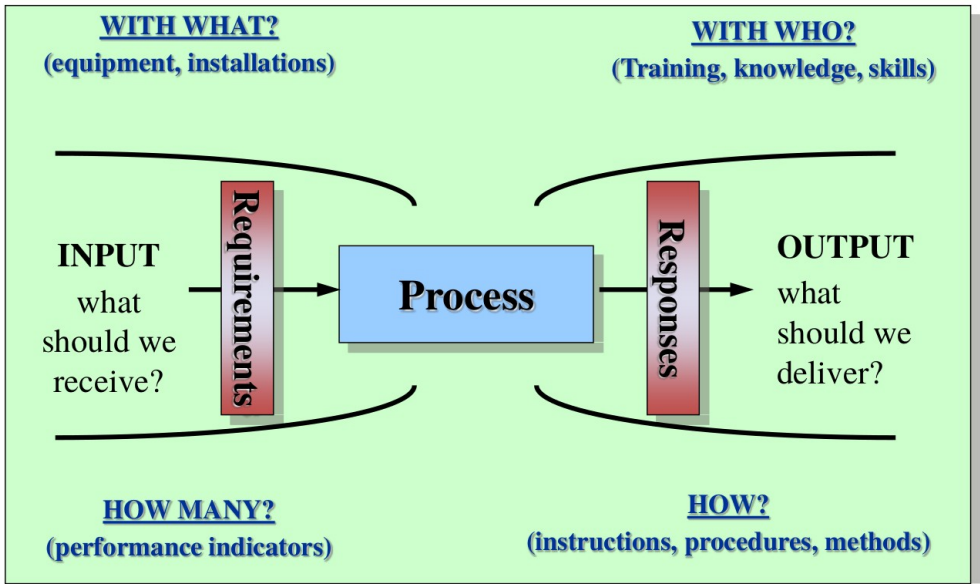 WITH WHAT?
(equipment, installations)
WITH WHO?
(Training, knowledge, skills)
INPUT
what
should we
receive?
Requirements
Process
Responses
OUTPUT
what
should we
deliver?
HOW MANY?
(performance indicators)
HOW?
(instructions, procedures, methods)